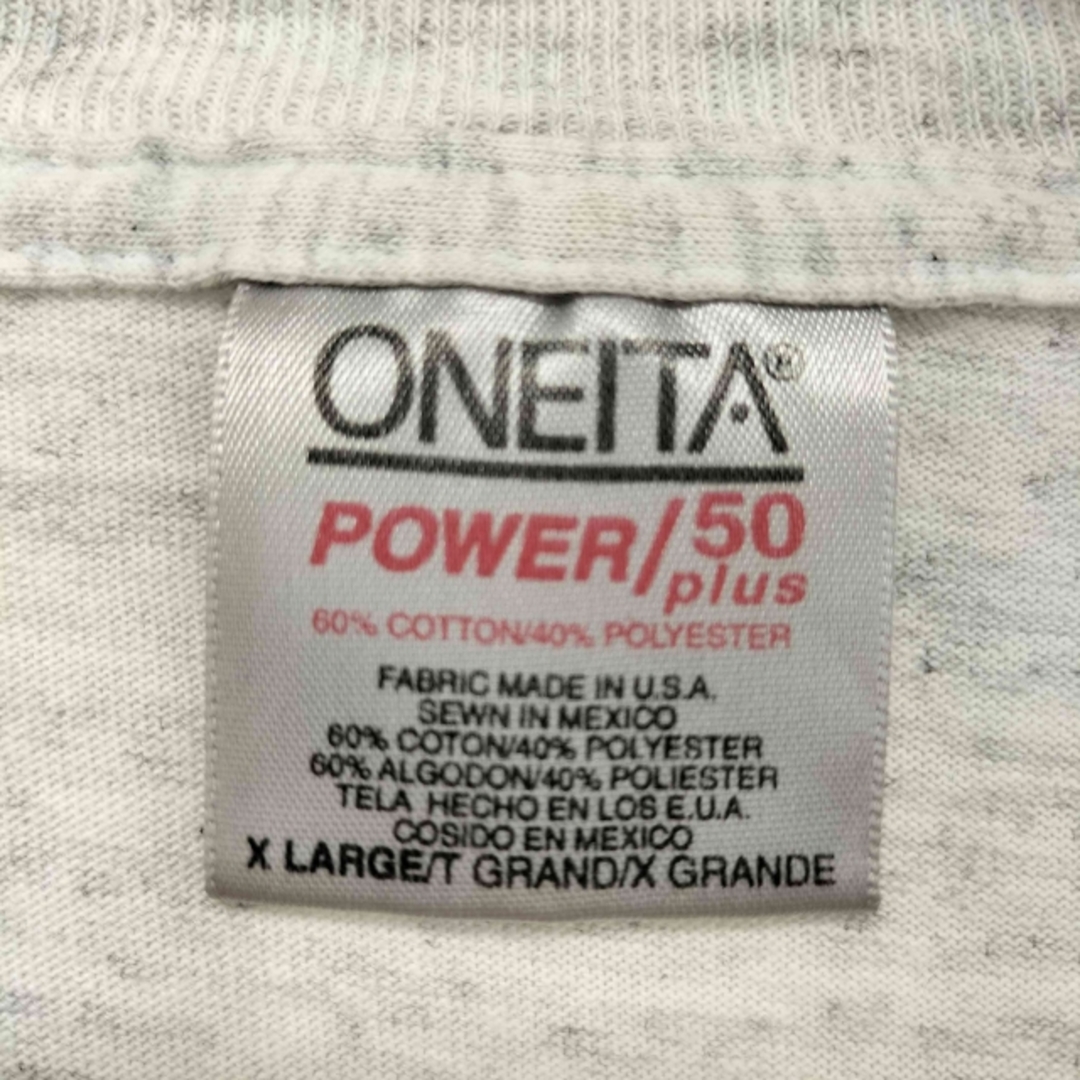 ONEITA®
POWER/50 plus
60% COTTON/40% POLYESTER
FABRIC MADE IN U.S.A.
SEWN IN MEXICO
60% COTON/40% POLYESTER
60% ALGODON/40% POLIESTER
TELA HECHO EN LOS E.U.A.
COSIDO EN MEXICO
X LARGE/T GRAND/X GRANDE